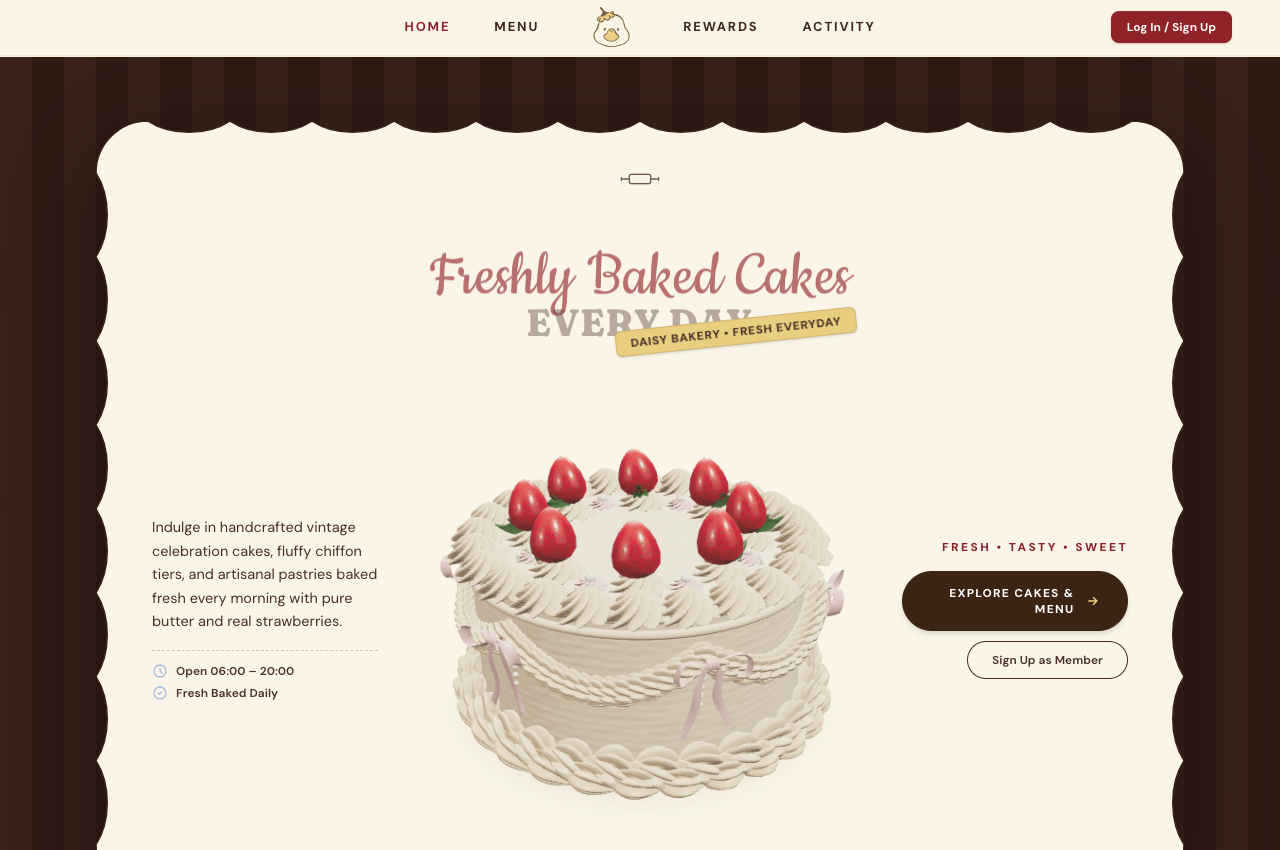 HOME
MENU
REWARDS
ACTIVITY
Log In / Sign Up
Freshly Baked Cakes
EVERY DAY
DAISY BAKERY • FRESH EVERYDAY
Indulge in handcrafted vintage
celebration cakes, fluffy chiffon
tiers, and artisanal pastries baked
fresh every morning with pure
butter and real strawberries.
Open 06:00 – 20:00
Fresh Baked Daily
FRESH • TASTY • SWEET
EXPLORE CAKES &
MENU
Sign Up as Member